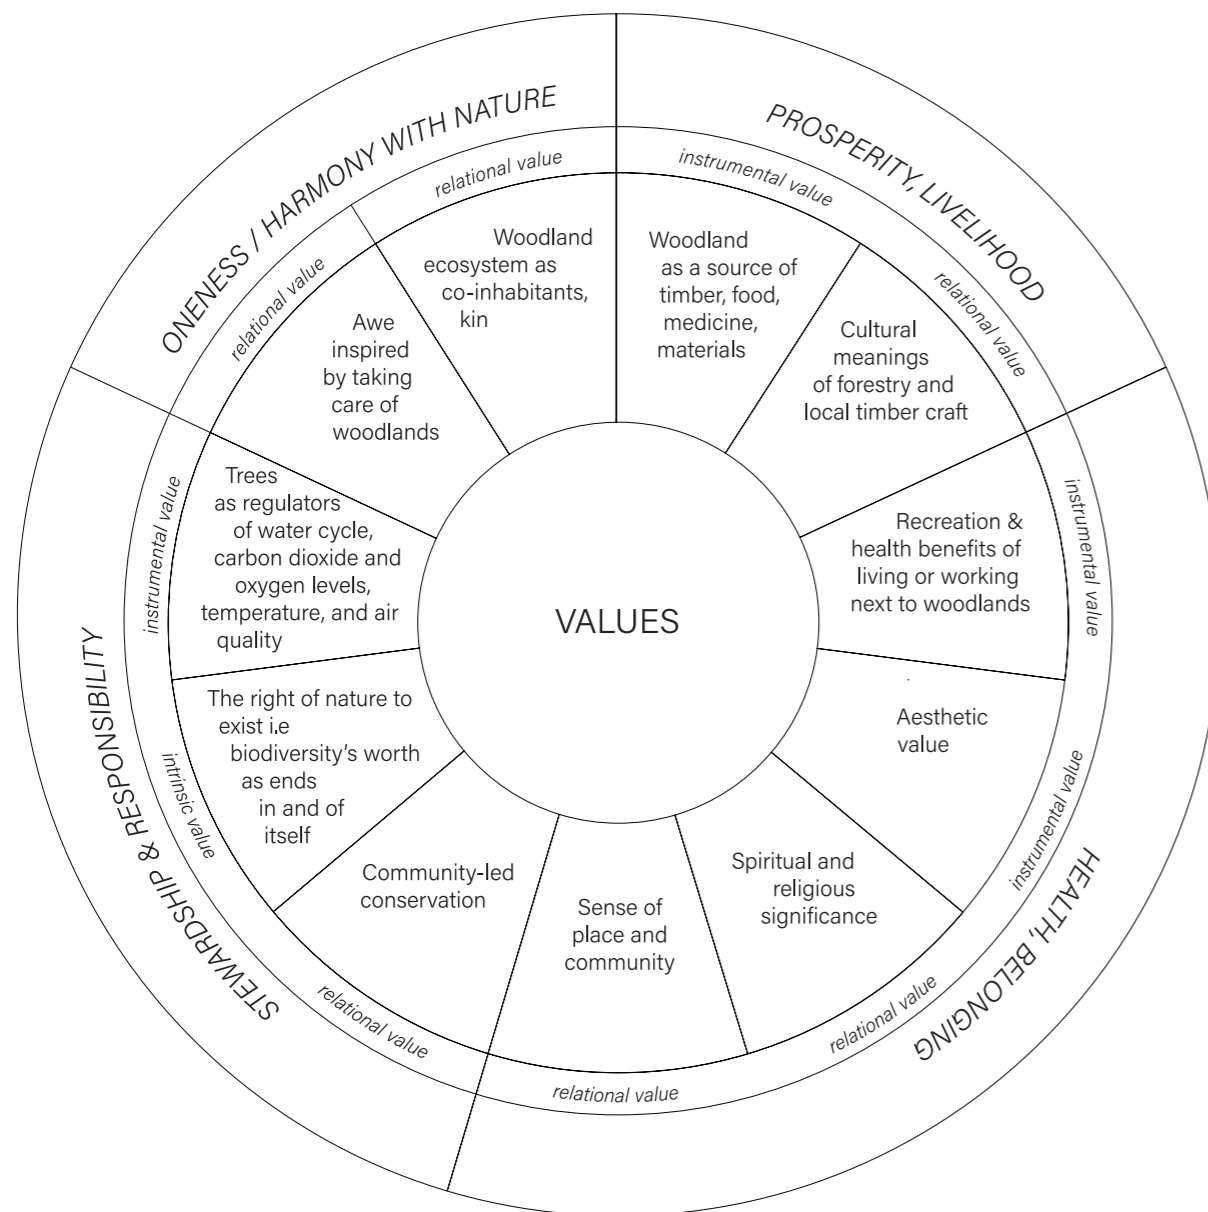 ONENESS / HARMONY WITH NATURE
PROSPERITY, LIVELIHOOD
HEALTH, BELONGING
STEWARDSHIP & RESPONSIBILITY
relational value
Woodland
ecosystem as
co-inhabitants,
kin
instrumental value
Woodland
as a source of
timber, food,
medicine,
materials
relational value
Cultural
meanings
of forestry and
local timber craft
instrumental value
Recreation &
health benefits of
living or working
next to woodlands
instrumental value
Aesthetic
value
relational value
Spiritual and
religious
significance
relational value
Sense of
place and
community
relational value
Community-led
conservation
intrinsic value
The right of nature to
exist i.e
biodiversity's worth
as ends
in and of
itself
instrumental value
Trees
as regulators
of water cycle,
carbon dioxide and
oxygen levels,
temperature, and air
quality
relational value
Awe
inspired
by taking
care of
woodlands
VALUES